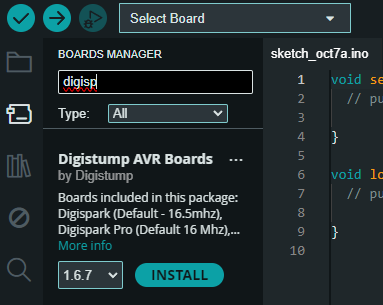 Select Board
BOARDS MANAGER
digisp
Type: All
Digistump AVR Boards ...
by Digistump
Boards included in this package:
Digispark (Default - 16.5mhz),
Digispark Pro (Default 16 Mhz),...
More info
1.6.7 INSTALL
sketch_oct7a.ino
1 void se
2 // pu
3
4 }
5
6 void lo
7 // pu
8
9 }
10